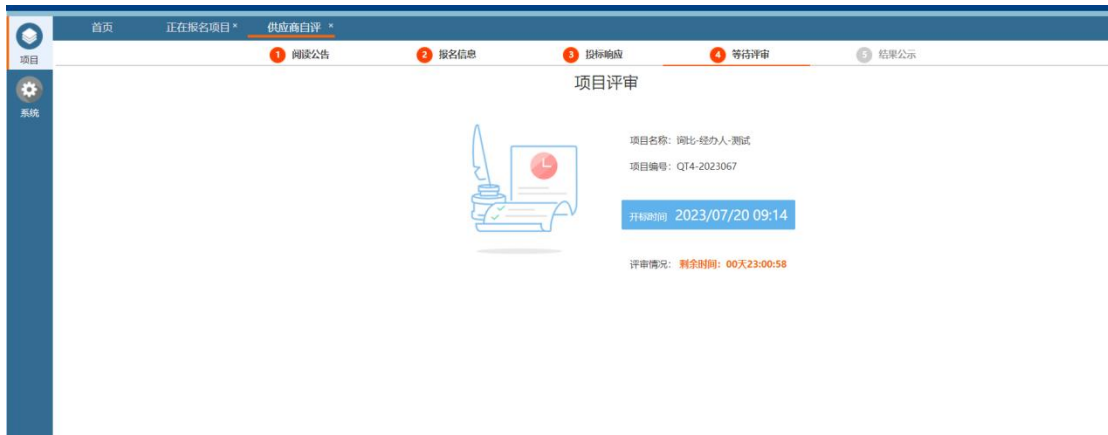 首页 正在报名项目 × 供应商自评 ×
项目
1 阅读公告 2 报名信息 3 投标响应 4 等待评审 5 结果公示
项目评审
系统
项目名称：询比-经办人-测试
项目编号：QT4-2023067
开标时间 2023/07/20 09:14
评审情况：剩余时间：00天23:00:58